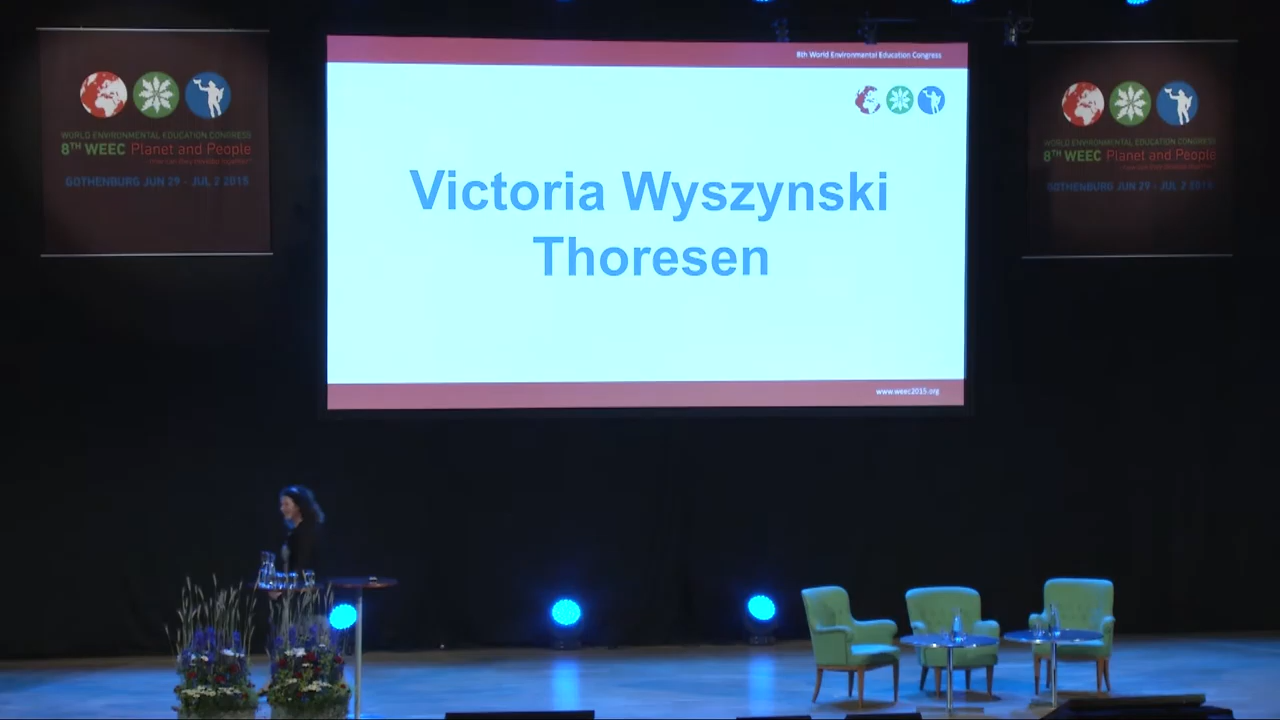 WORLD ENVIRONMENTAL EDUCATION CONGRESS
8TH WEEC Planet and People
GOTHENBURG JUN 29 - JUL 2 2015
8th World Environmental Education Congress
Victoria Wyszynski
Thoresen
www.weec2015.org
WORLD ENVIRONMENTAL EDUCATION CONGRESS
8TH WEEC Planet and People
GOTHENBURG JUN 29 - JUL 2 2015